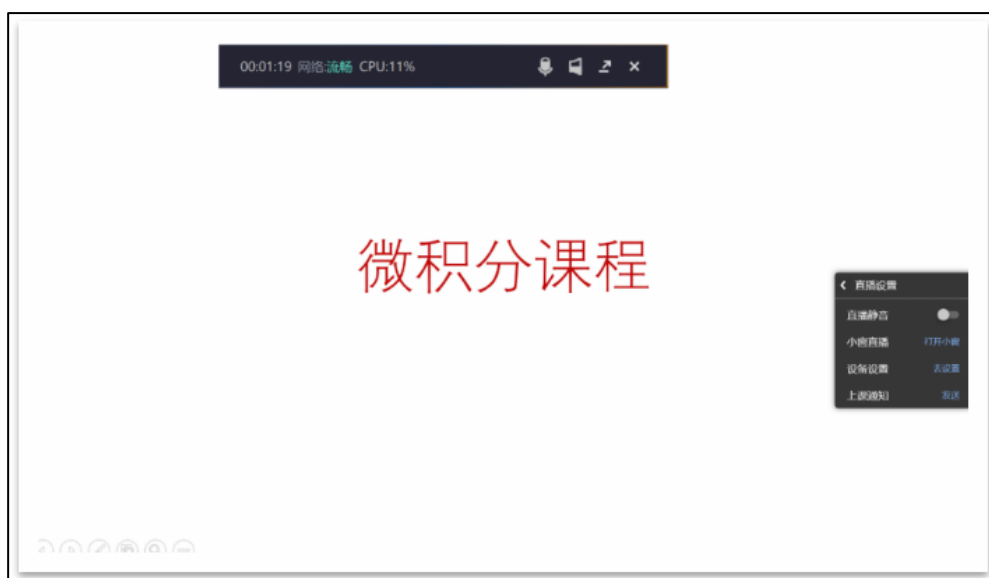 00:01:19 网络:流畅 CPU:11%
微积分课程
直播设置
直播静音
小窗直播 打开小窗
设备设置 去设置
上课通知 发送